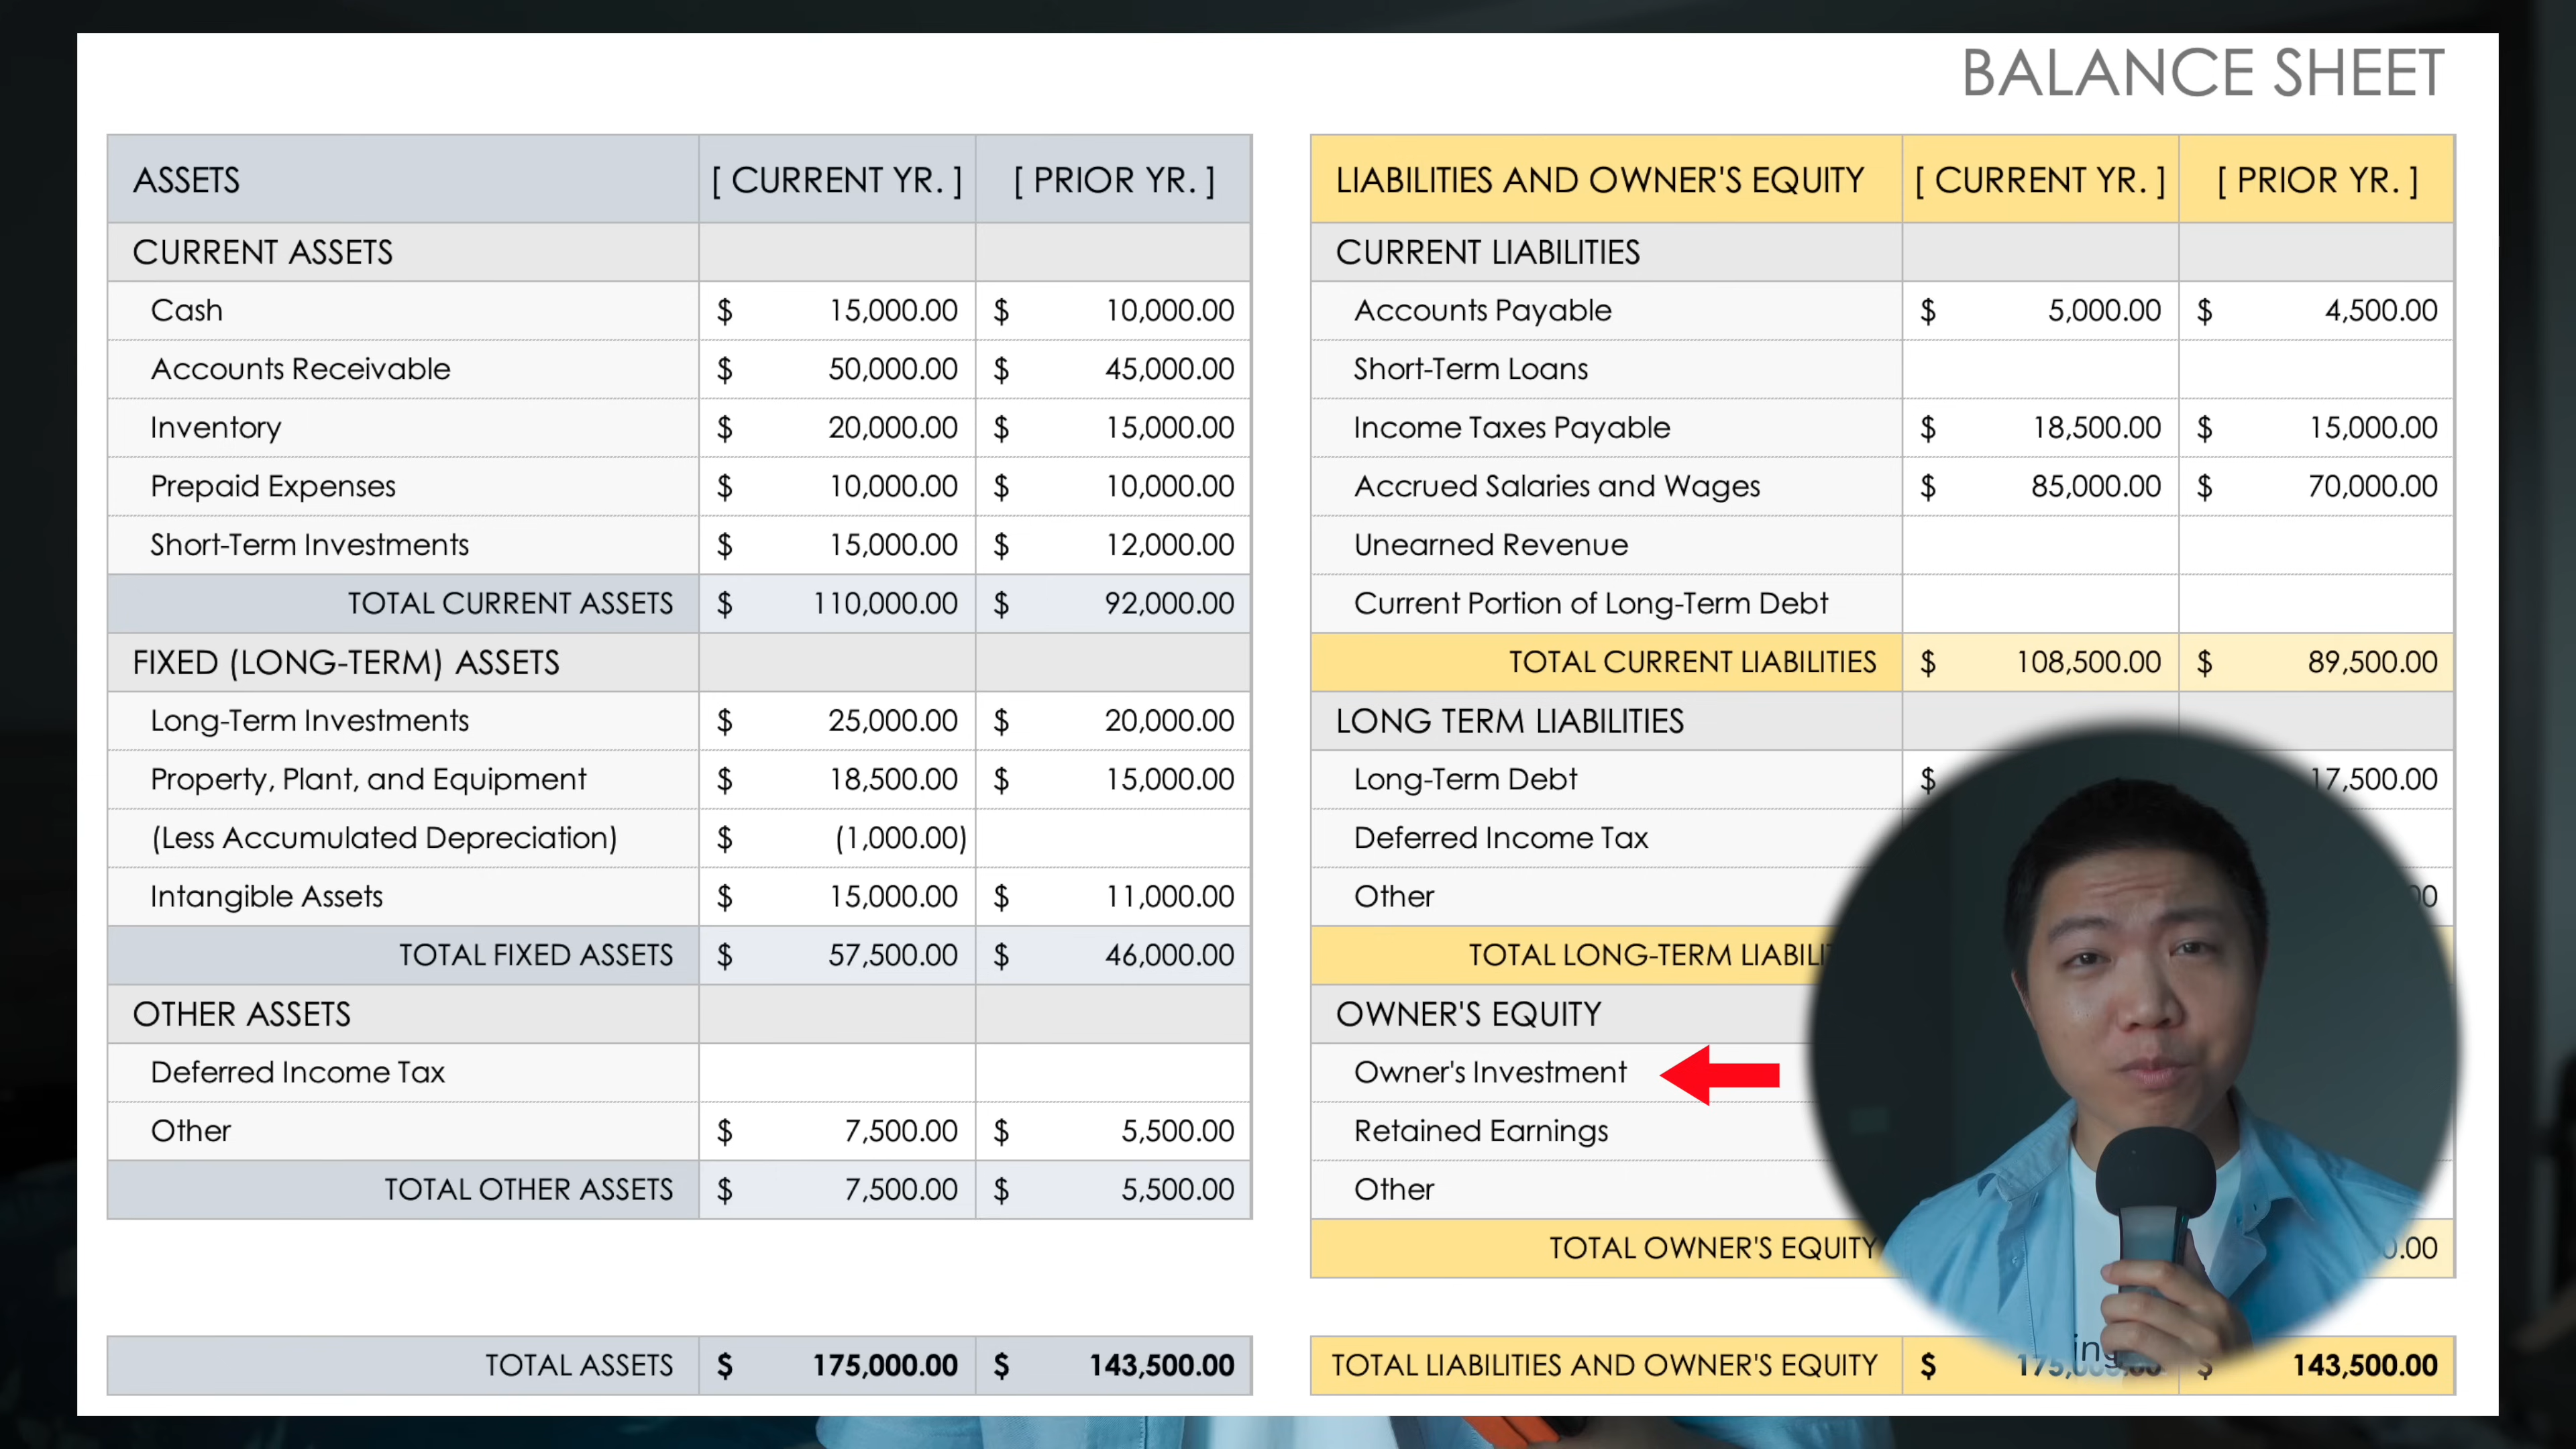 BALANCE SHEET
ASSETS [ CURRENT YR. ] [ PRIOR YR. ]
CURRENT ASSETS
Cash $ 15,000.00 $ 10,000.00
Accounts Receivable $ 50,000.00 $ 45,000.00
Inventory $ 20,000.00 $ 15,000.00
Prepaid Expenses $ 10,000.00 $ 10,000.00
Short-Term Investments $ 15,000.00 $ 12,000.00
TOTAL CURRENT ASSETS $ 110,000.00 $ 92,000.00
FIXED (LONG-TERM) ASSETS
Long-Term Investments $ 25,000.00 $ 20,000.00
Property, Plant, and Equipment $ 18,500.00 $ 15,000.00
(Less Accumulated Depreciation) $ (1,000.00)
Intangible Assets $ 15,000.00 $ 11,000.00
TOTAL FIXED ASSETS $ 57,500.00 $ 46,000.00
OTHER ASSETS
Deferred Income Tax
Other $ 7,500.00 $ 5,500.00
TOTAL OTHER ASSETS $ 7,500.00 $ 5,500.00
TOTAL ASSETS $ 175,000.00 $ 143,500.00
LIABILITIES AND OWNER'S EQUITY [ CURRENT YR. ] [ PRIOR YR. ]
CURRENT LIABILITIES
Accounts Payable $ 5,000.00 $ 4,500.00
Short-Term Loans
Income Taxes Payable $ 18,500.00 $ 15,000.00
Accrued Salaries and Wages $ 85,000.00 $ 70,000.00
Unearned Revenue
Current Portion of Long-Term Debt
TOTAL CURRENT LIABILITIES $ 108,500.00 $ 89,500.00
LONG TERM LIABILITIES
Long-Term Debt $ 17,500.00
Deferred Income Tax
Other
TOTAL LONG-TERM
OWNER'S EQUITY
Owner's Investment
Retained Earnings
Other
TOTAL OWNER'S EQUITY
TOTAL LIABILITIES AND OWNER'S EQUITY $ $ 143,500.00